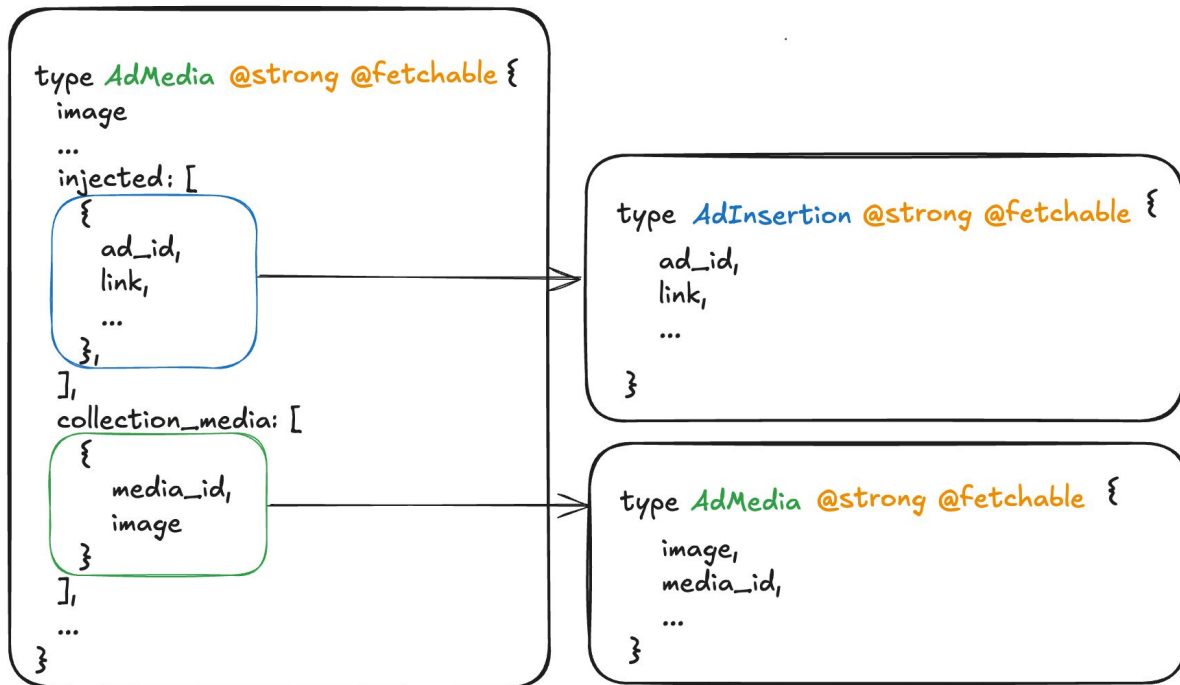 type AdMedia @strong @fetchable {
image
...
injected: [
{
ad_id,
link,
...
},
],
collection_media: [
{
media_id,
image
}
],
...
}
type AdInsertion @strong @fetchable {
ad_id,
link,
...
}
type AdMedia @strong @fetchable {
image,
media_id,
...
}